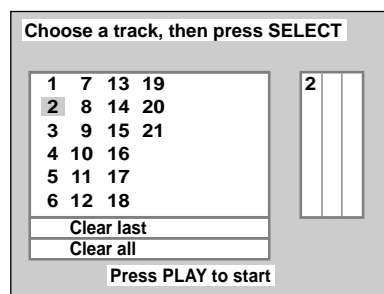 Choose a track, then press SELECT
1 7 13 19 2
2 8 14 20
3 9 15 21
4 10 16
5 11 17
6 12 18
Clear last
Clear all
Press PLAY to start